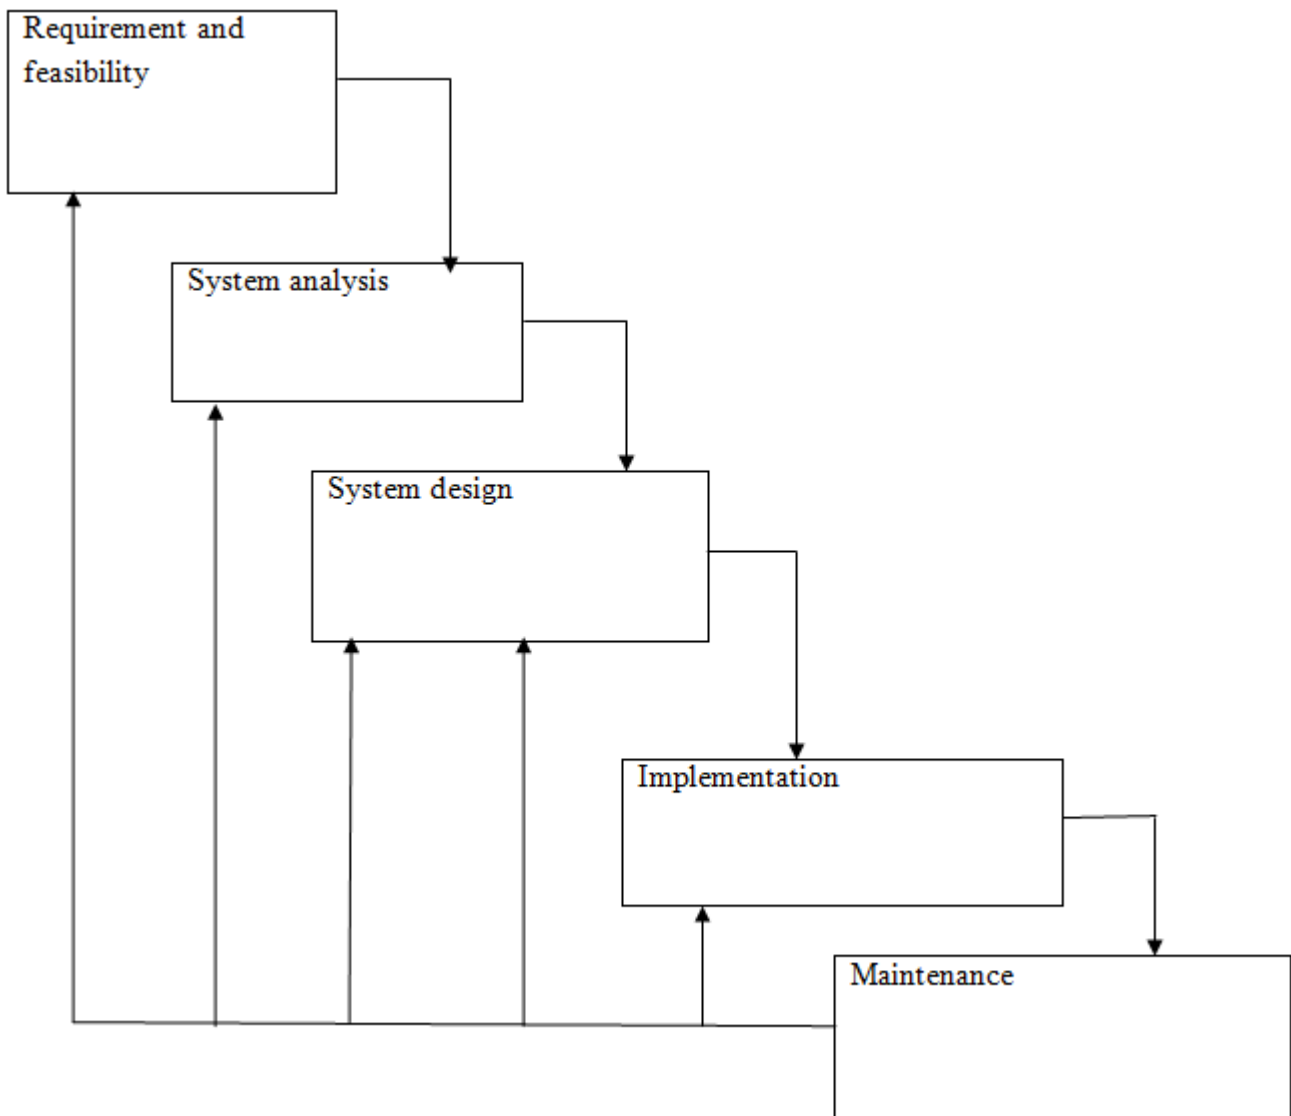 Requirement and
feasibility
System analysis
System design
Implementation
Maintenance